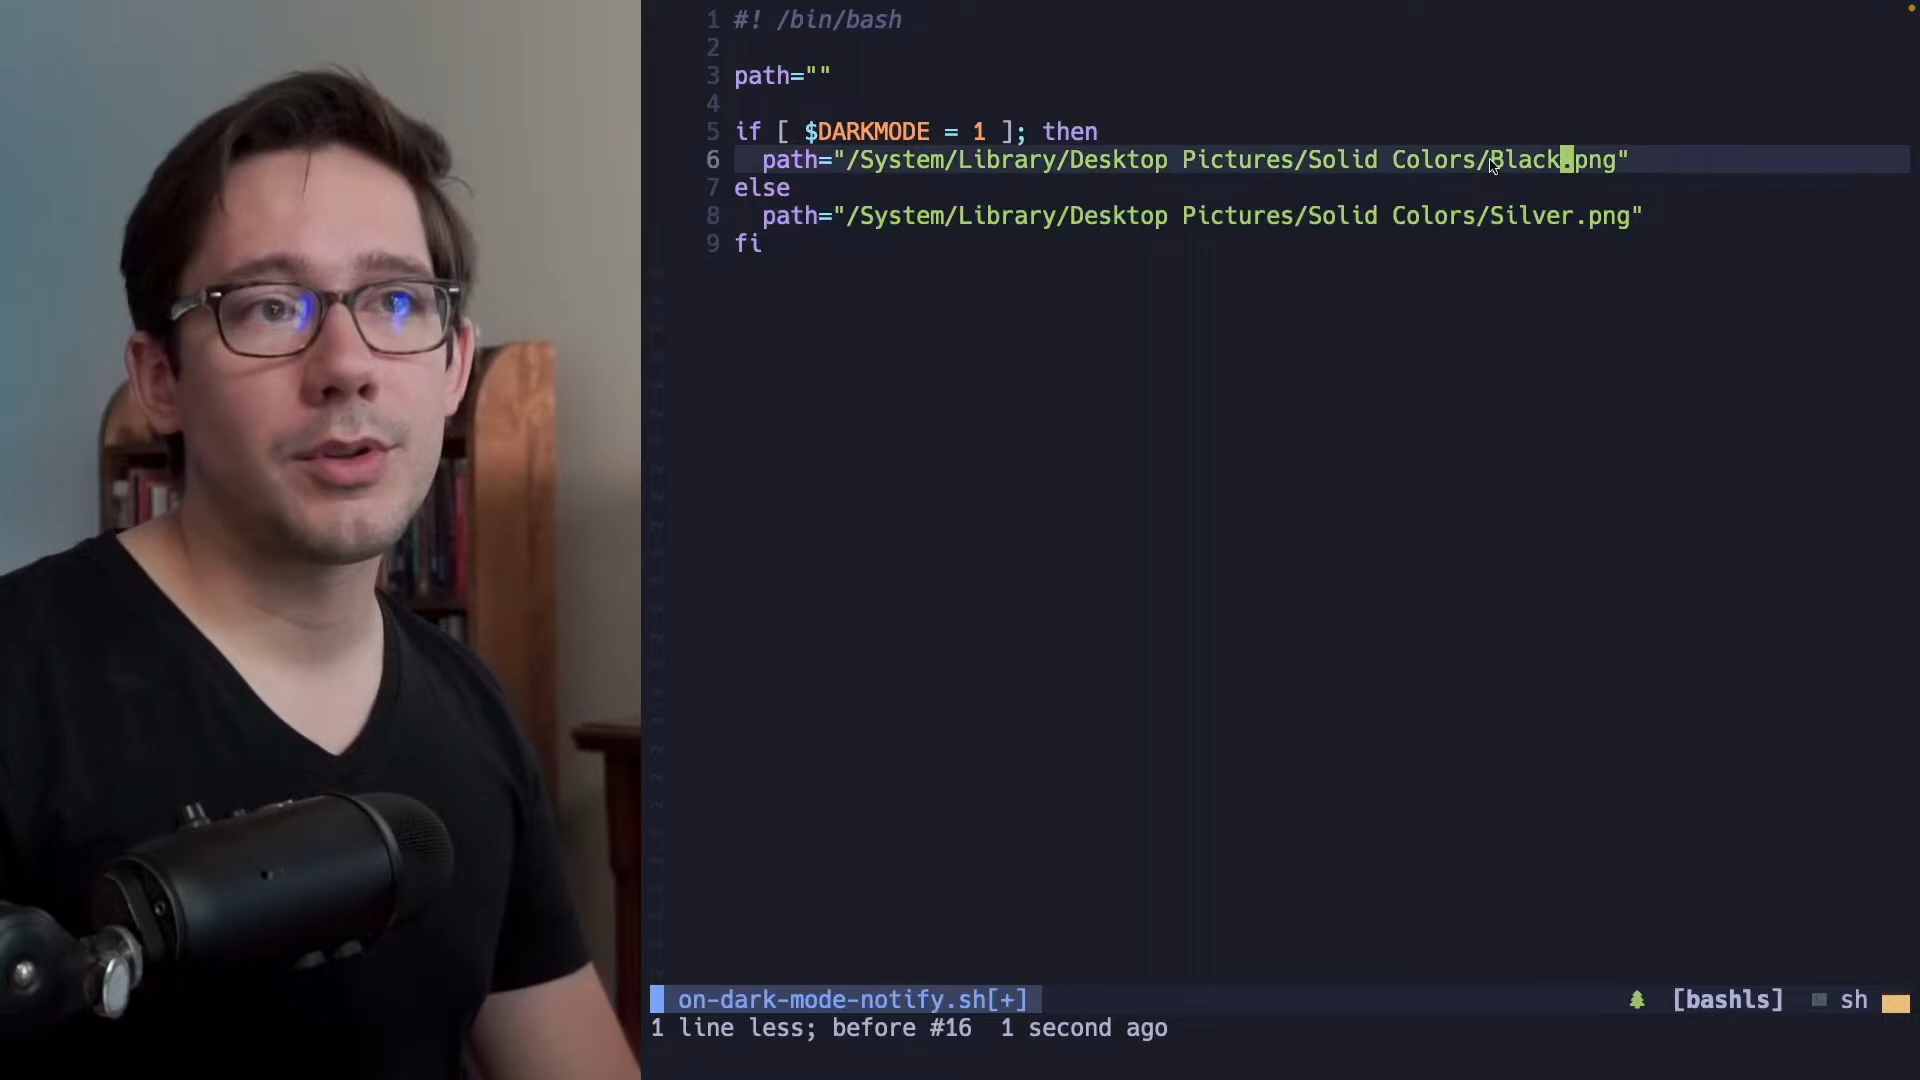 1 #! /bin/bash
2
3 path=""
4
5 if [ $DARKMODE = 1 ]; then
6 path="/System/Library/Desktop Pictures/Solid Colors/Black.png"
7 else
8 path="/System/Library/Desktop Pictures/Solid Colors/Silver.png"
9 fi
on-dark-mode-notify.sh[+] [bashls] sh
1 line less; before #16 1 second ago